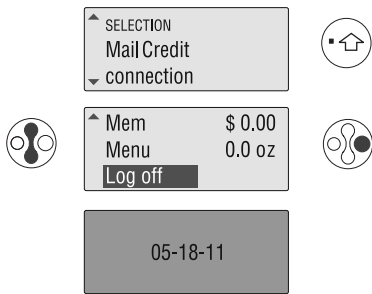 SELECTION
Mail Credit
connection
Mem $ 0.00
Menu 0.0 oz
Log off
05-18-11